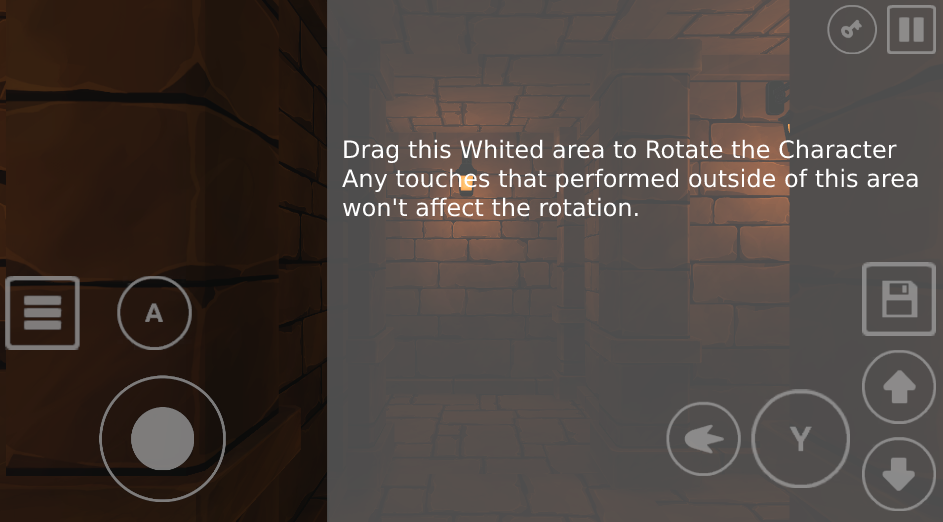 Drag this Whited area to Rotate the Character
Any touches that performed outside of this area
won't affect the rotation.
A
Y